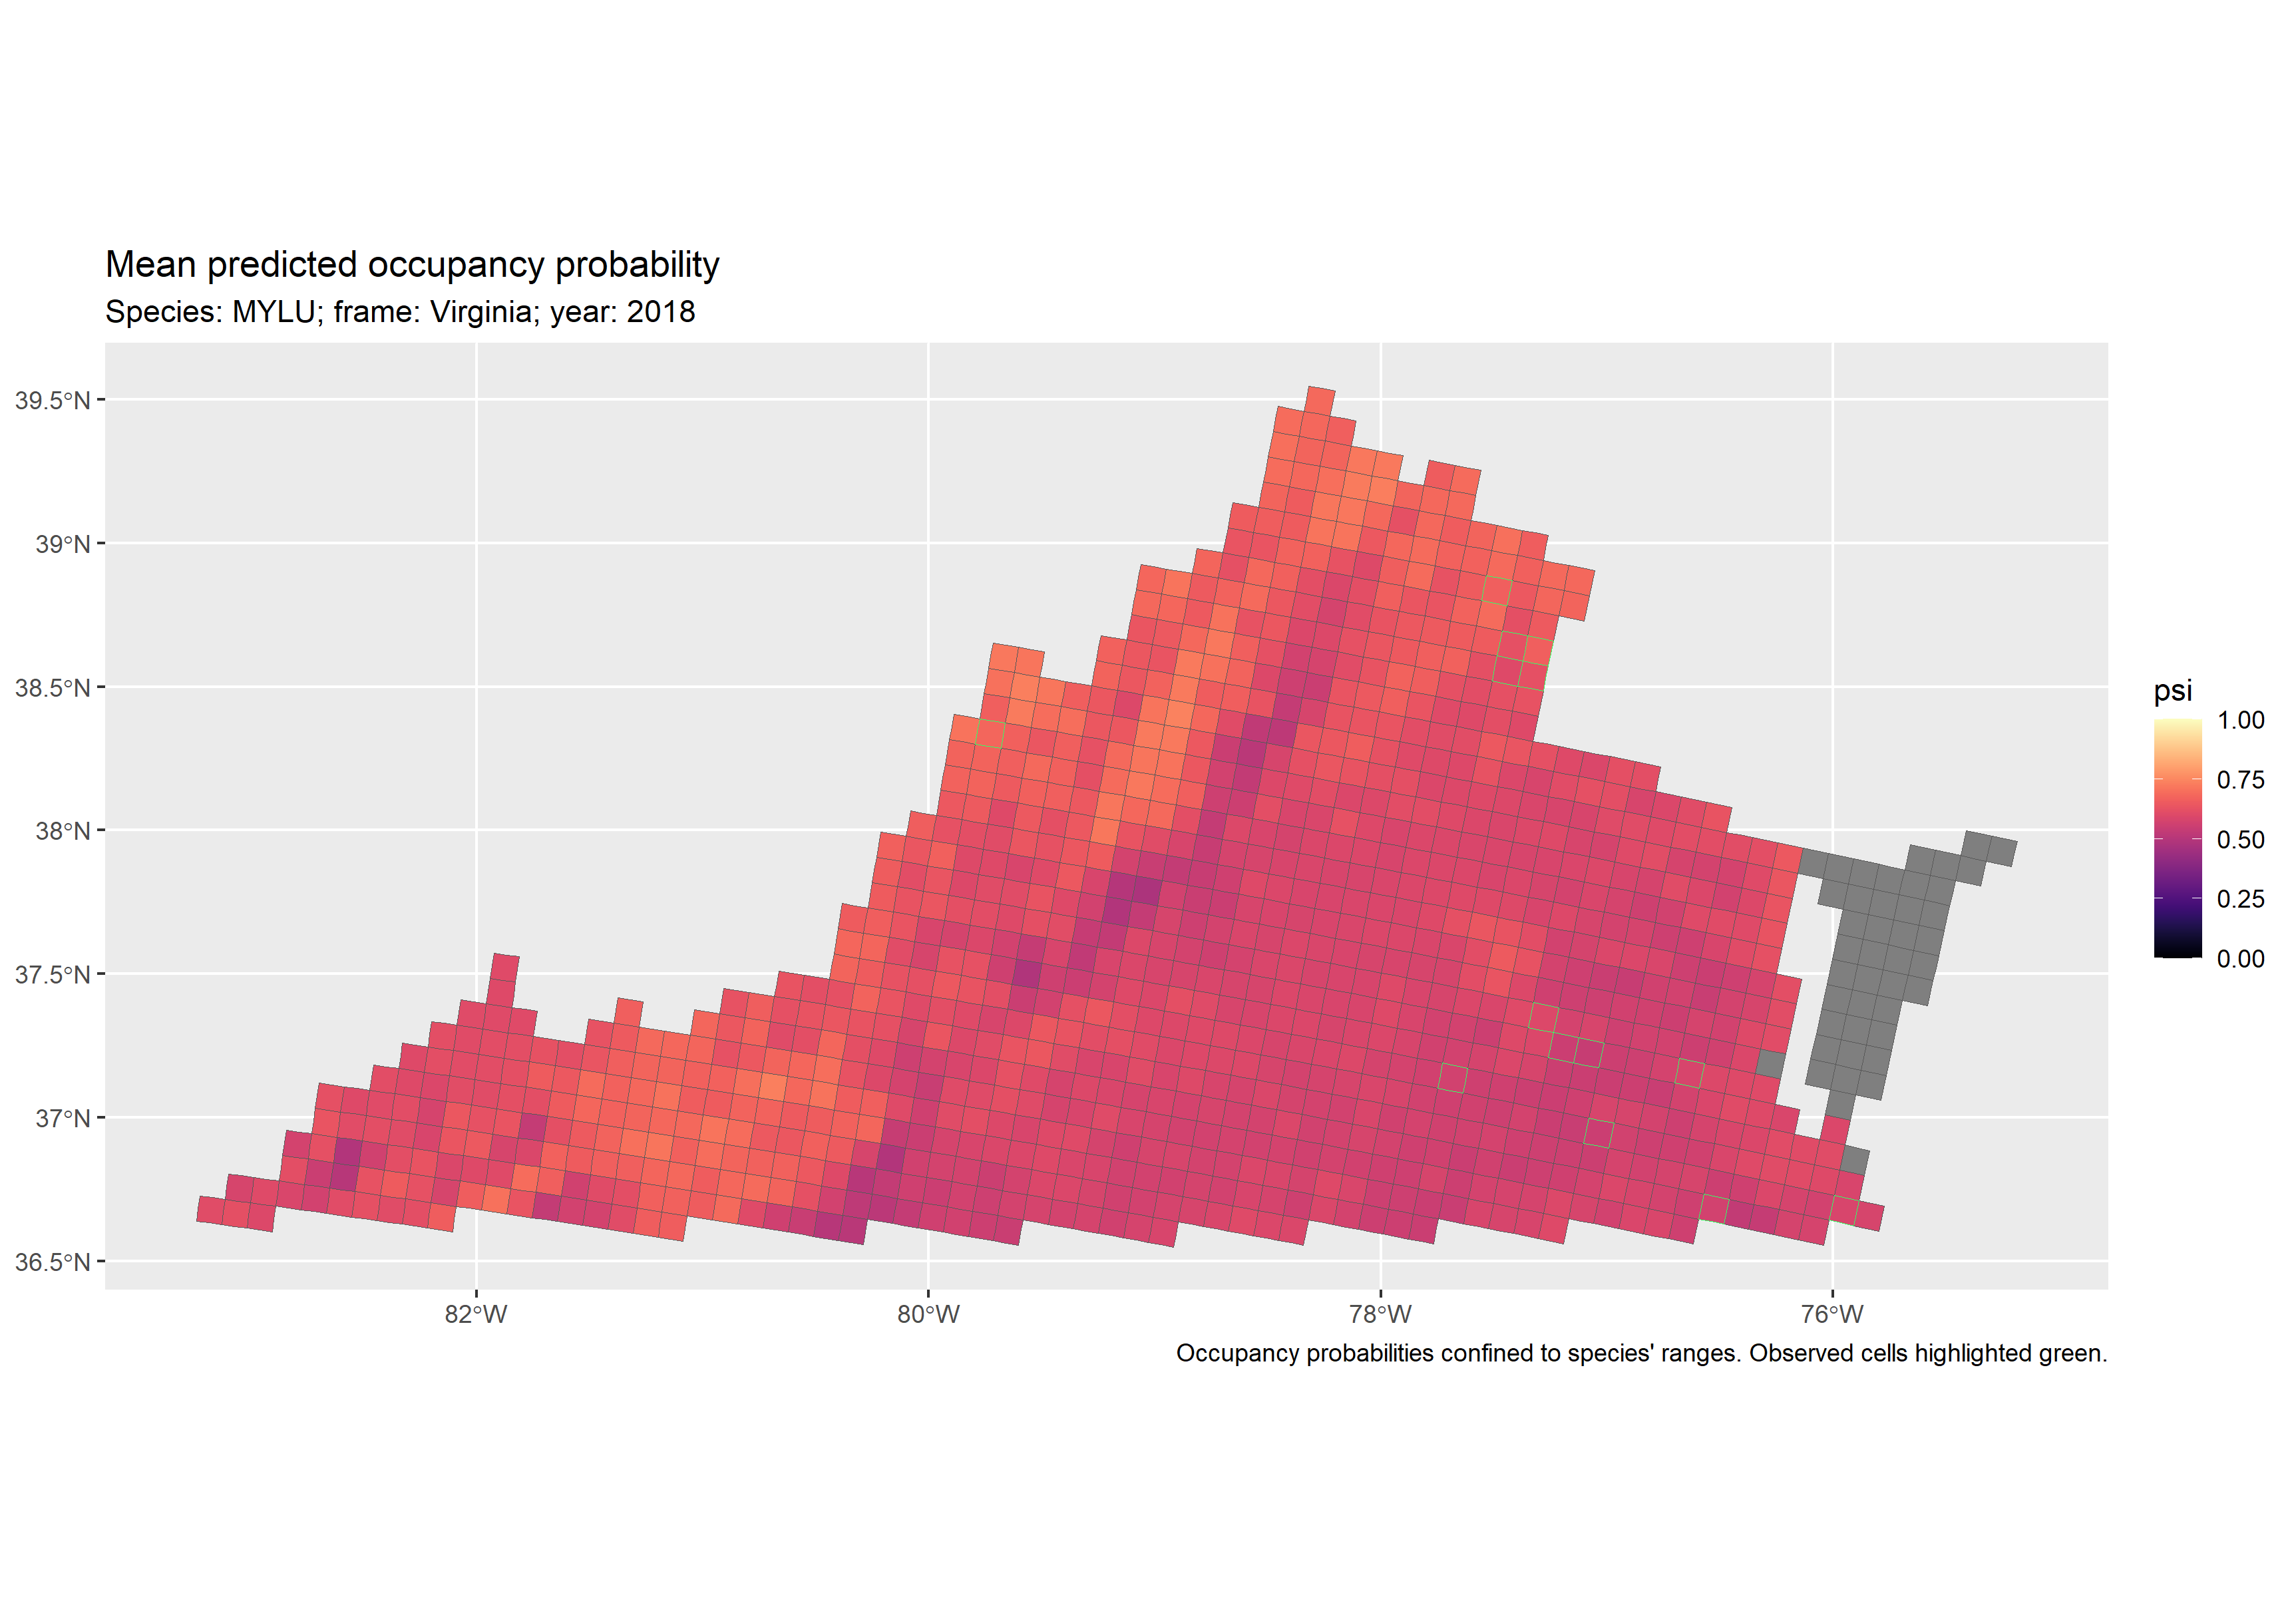 Mean predicted occupancy probability
Species: MYLU; frame: Virginia; year: 2018
39.5°N
39°N
38.5°N
38°N
37.5°N
37°N
36.5°N
82°W
80°W
78°W
76°W
psi
1.00
0.75
0.50
0.25
0.00
Occupancy probabilities confined to species' ranges. Observed cells highlighted green.